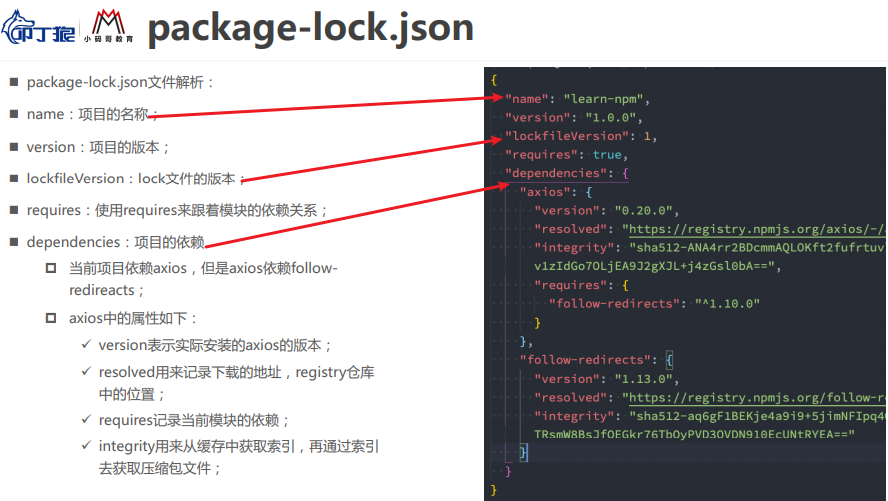 叩丁狼
小码哥教育
package-lock.json
package-lock.json文件解析：
name：项目的名称；
version：项目的版本；
lockfileVersion：lock文件的版本；
requires：使用requires来跟着模块的依赖关系；
dependencies：项目的依赖
当前项目依赖axios，但是axios依赖follow-
redireacts；
axios中的属性如下：
version表示实际安装的axios的版本；
resolved用来记录下载的地址，registry仓库
中的位置；
requires记录当前模块的依赖；
integrity用来从缓存中获取索引，再通过索引
去获取压缩包文件；
{
"name": "learn-npm",
"version": "1.0.0",
"lockfileVersion": 1,
"requires": true,
"dependencies": {
"axios": {
"version": "0.20.0",
"resolved": "https://registry.npmjs.org/axios/-/
"integrity": "sha512-ANA4rr2BDcmmAQLOKft2fufrtuv
v1zIdGo7OLjEA9J2gXJL+j4zGsl0bA==",
"requires": {
"follow-redirects": "^1.10.0"
}
},
"follow-redirects": {
"version": "1.13.0",
"resolved": "https://registry.npmjs.org/follow-r
"integrity": "sha512-aq6gF1BEKje4a9i9+5jimNFIpq4
TRsmW8BsJfOEGkr76TbOyPVD3OVDN910EcUNtRYEA=="
}
}
}